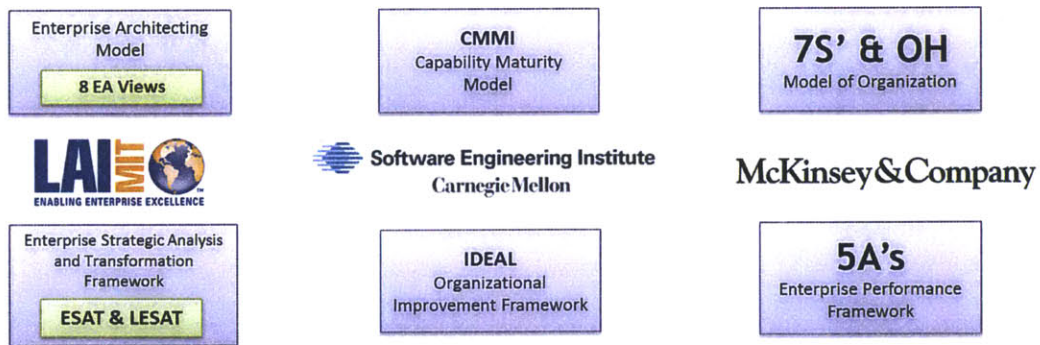 Enterprise Architecting
Model
8 EA Views
CMMI
Capability Maturity
Model
7S' & OH
Model of Organization
LAI
MIT
ENABLING ENTERPRISE EXCELLENCE
Software Engineering Institute
Carnegie Mellon
McKinsey&Company
Enterprise Strategic Analysis
and Transformation
Framework
ESAT & LESAT
IDEAL
Organizational
Improvement Framework
5A's
Enterprise Performance
Framework